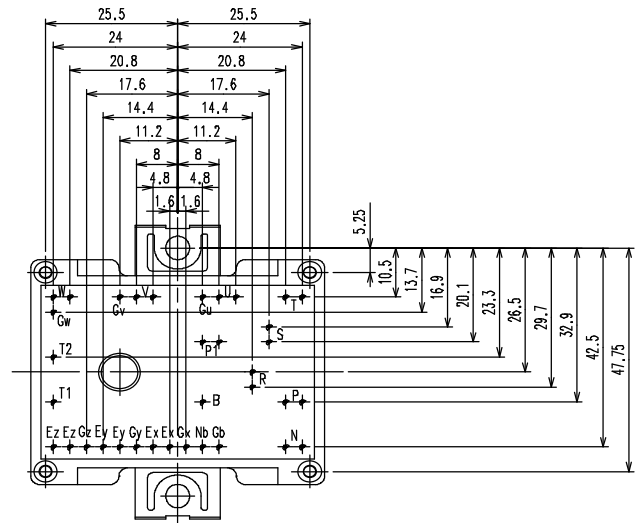 25.5 25.5
24 24
20.8 20.8
17.6 17.6
14.4 14.4
11.2 11.2
8 8
4.8 4.8
1.6 1.6
5.25
10.5
13.7
16.9
20.1
23.3
26.5
29.7
32.9
42.5
47.75
W V U T
Gw Gv Gu
S
T2 P1
R
T1 B P
Ez Ez Gz Ey Ey Gy Ex Ex Gx Nb Gb N